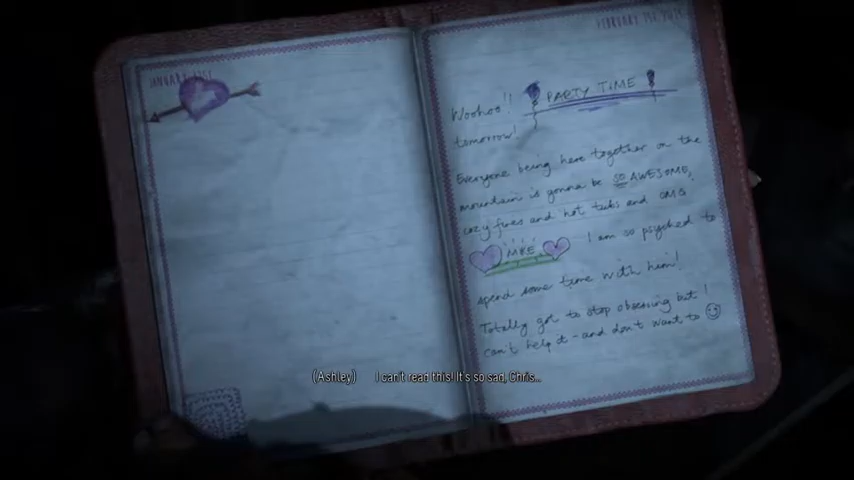 JANUARY 31ST
Woohoo!! PARTY TIME
tomorrow!
Everyone being here together on the
mountain is gonna be so AWESOME,
cozy fires and hot tubs and OMG
MIKE I am so psyched to
spend some time with him!
Totally got to stop obsessing but I
can't help it - and don't want to
(Ashley) I can't read this! It's so sad, Chris...